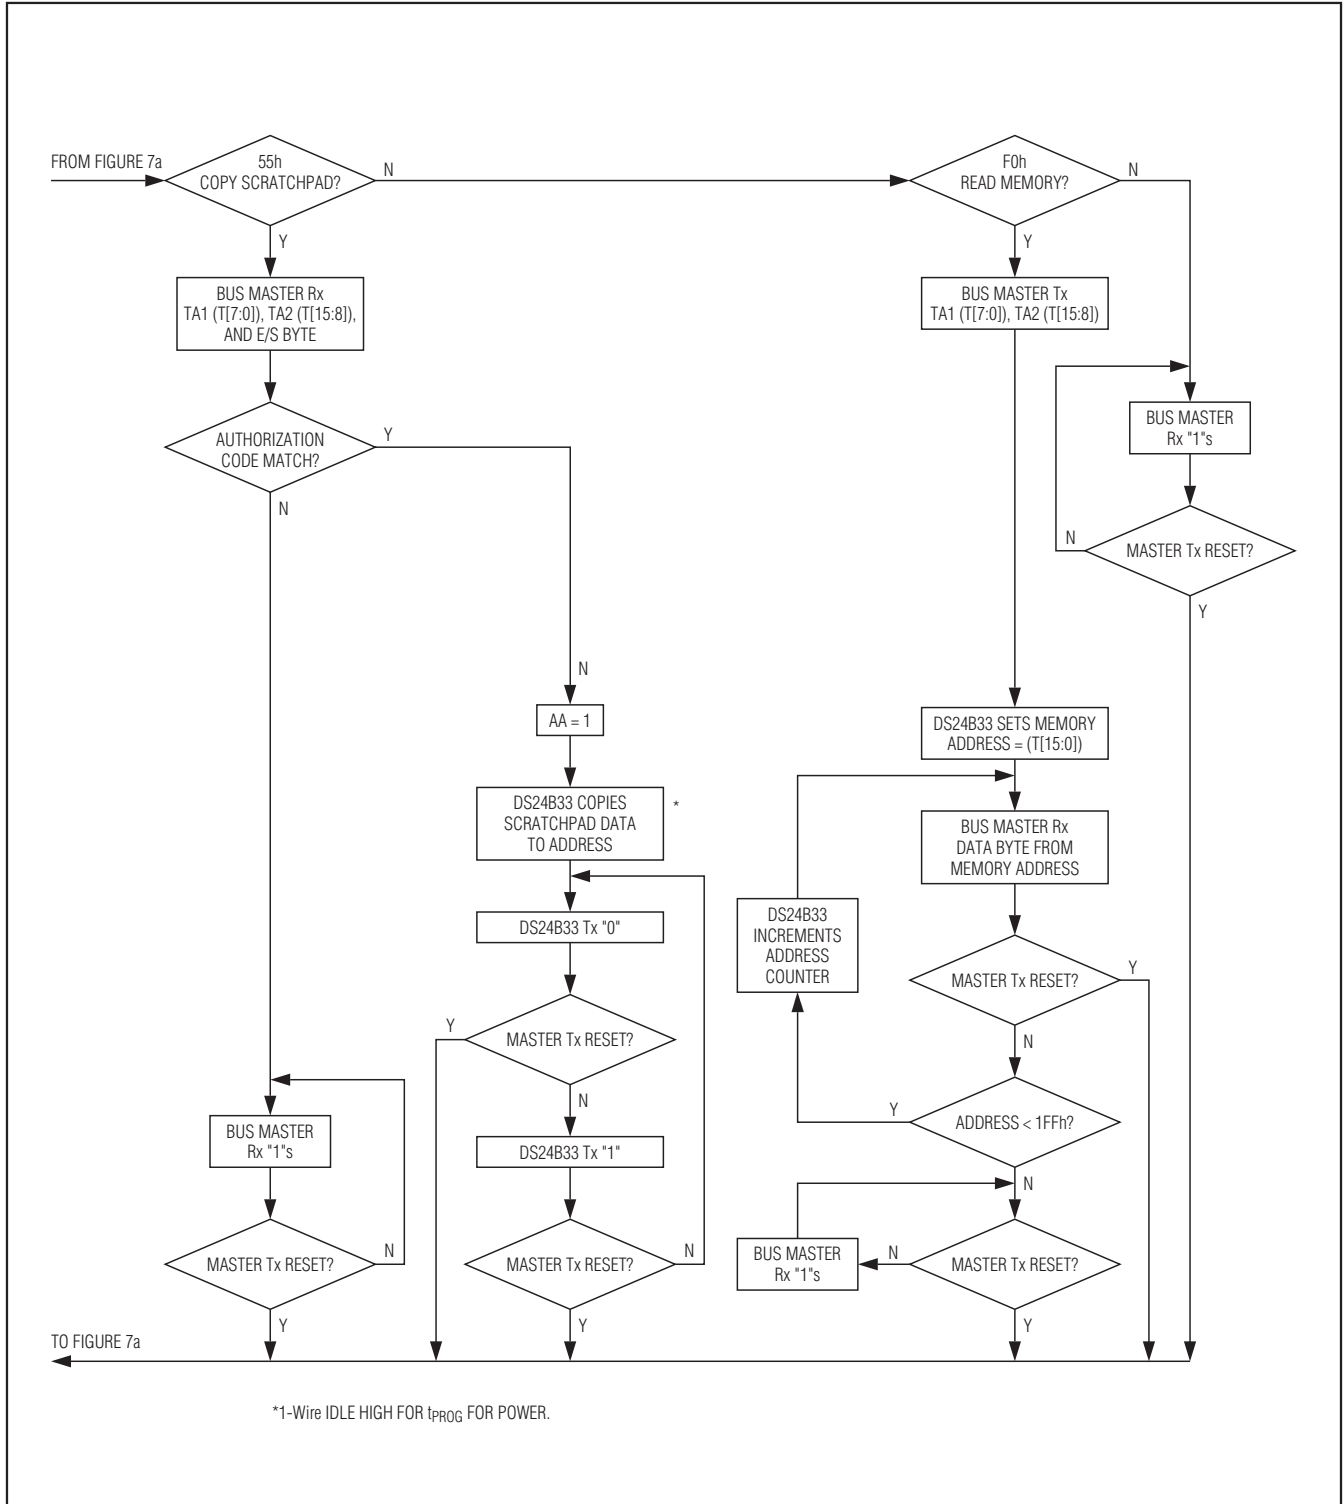 FROM FIGURE 7a
55h
COPY SCRATCHPAD?
N
Y
BUS MASTER Rx
TA1 (T[7:0]), TA2 (T[15:8]),
AND E/S BYTE
AUTHORIZATION
CODE MATCH?
Y
N
N
AA = 1
DS24B33 COPIES
SCRATCHPAD DATA
TO ADDRESS
*
DS24B33 Tx "0"
MASTER Tx RESET?
Y
N
DS24B33 Tx "1"
MASTER Tx RESET?
N
Y
BUS MASTER
Rx "1"s
MASTER Tx RESET?
N
Y
F0h
READ MEMORY?
N
Y
BUS MASTER Tx
TA1 (T[7:0]), TA2 (T[15:8])
BUS MASTER
Rx "1"s
MASTER Tx RESET?
N
Y
DS24B33 SETS MEMORY
ADDRESS = (T[15:0])
BUS MASTER Rx
DATA BYTE FROM
MEMORY ADDRESS
DS24B33
INCREMENTS
ADDRESS
COUNTER
MASTER Tx RESET?
Y
N
ADDRESS < 1FFh?
Y
N
BUS MASTER
Rx "1"s
N
MASTER Tx RESET?
Y
TO FIGURE 7a
*1-Wire IDLE HIGH FOR tPROG FOR POWER.